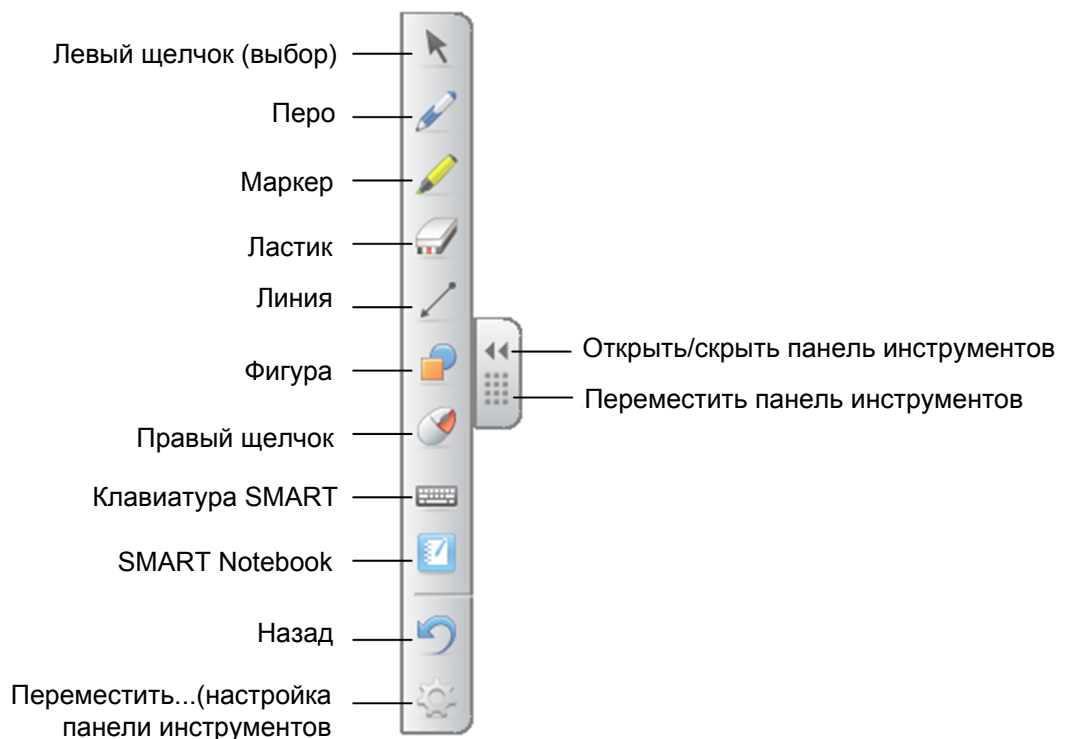 Левый щелчок (выбор)
Перо
Маркер
Ластик
Линия
Фигура
Правый щелчок
Клавиатура SMART
SMART Notebook
Назад
Переместить...(настройка
панели инструментов
Открыть/скрыть панель инструментов
Переместить панель инструментов